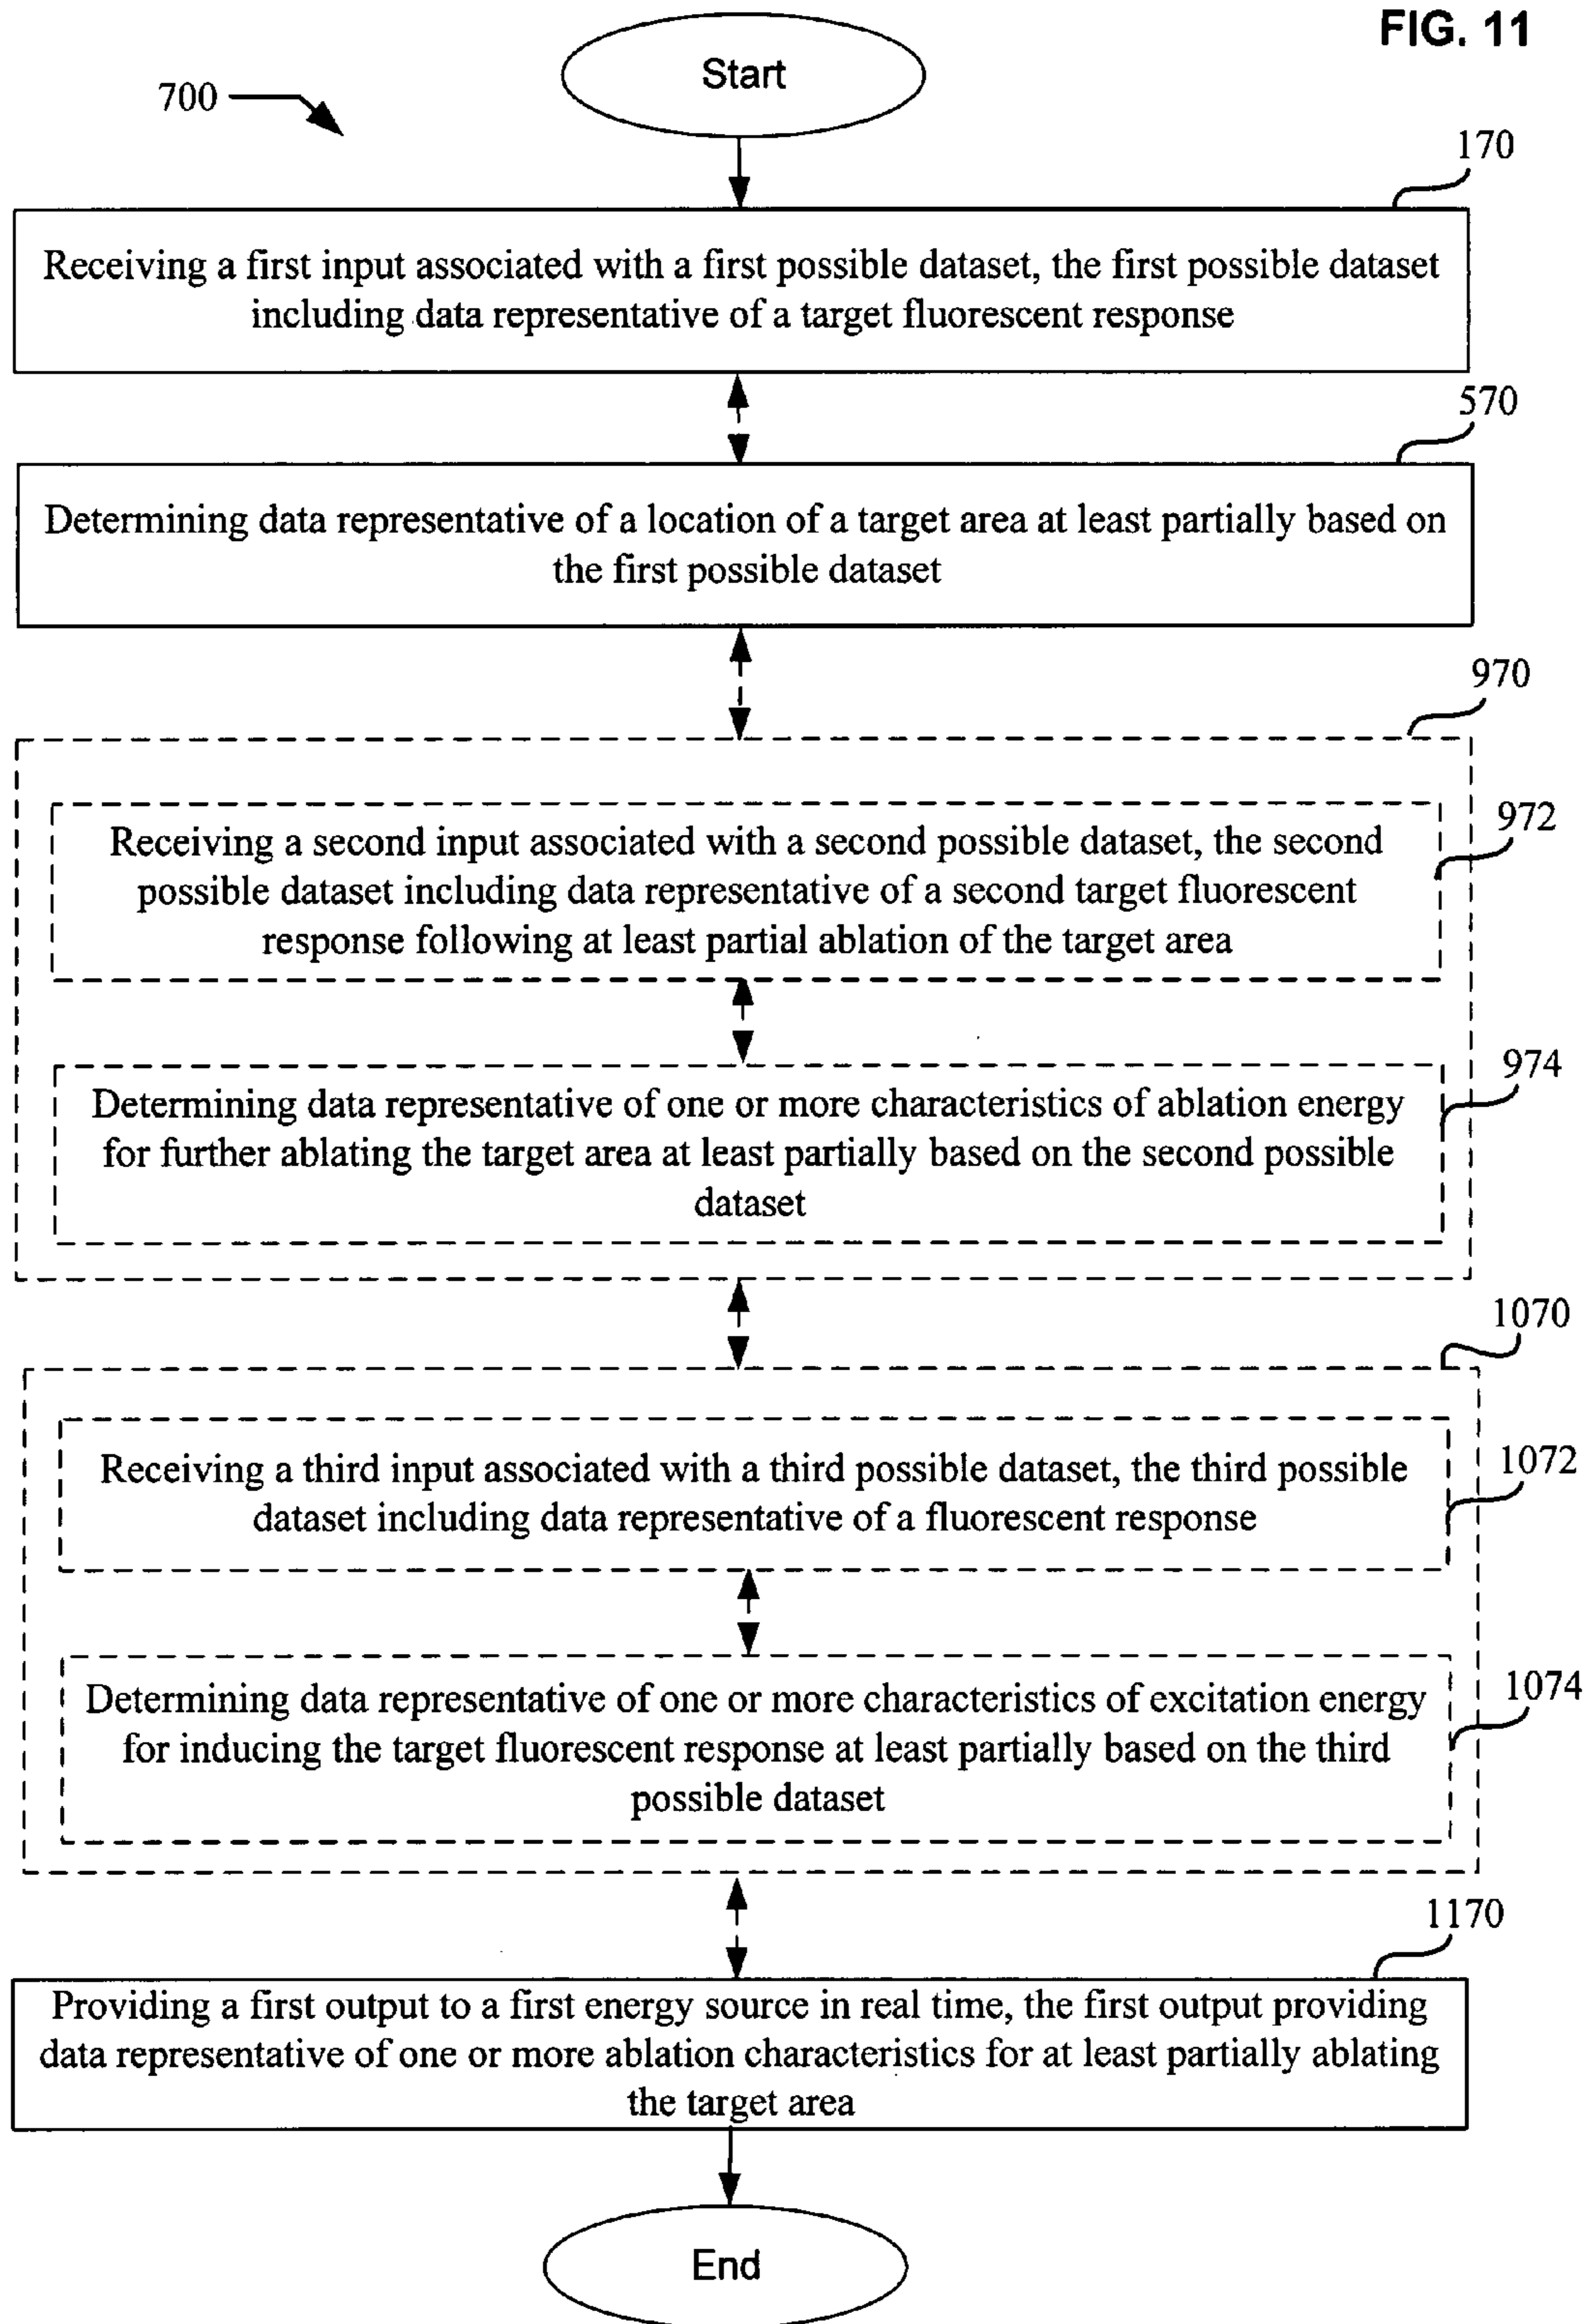 FIG. 11
Start
700
170
Receiving a first input associated with a first possible dataset, the first possible dataset
including data representative of a target fluorescent response
570
Determining data representative of a location of a target area at least partially based on
the first possible dataset
970
972
Receiving a second input associated with a second possible dataset, the second
possible dataset including data representative of a second target fluorescent
response following at least partial ablation of the target area
974
Determining data representative of one or more characteristics of ablation energy
for further ablating the target area at least partially based on the second possible
dataset
1070
1072
Receiving a third input associated with a third possible dataset, the third possible
dataset including data representative of a fluorescent response
1074
Determining data representative of one or more characteristics of excitation energy
for inducing the target fluorescent response at least partially based on the third
possible dataset
1170
Providing a first output to a first energy source in real time, the first output providing
data representative of one or more ablation characteristics for at least partially ablating
the target area
End